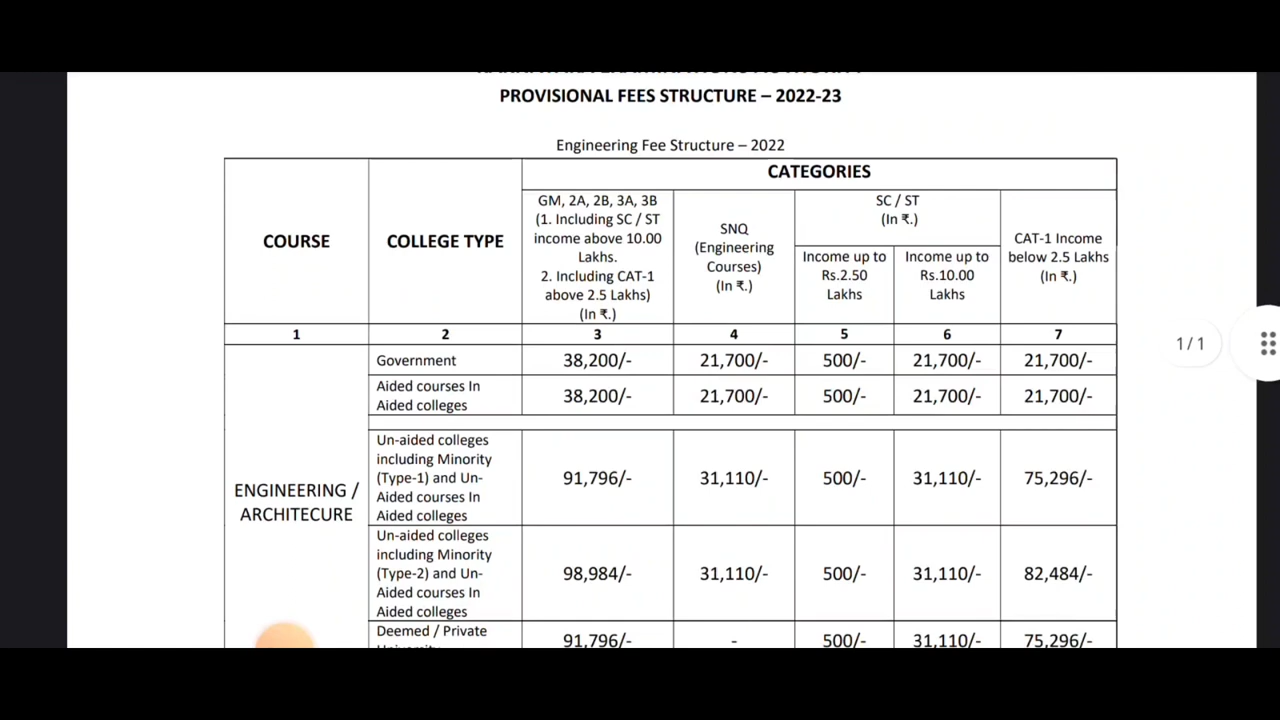 PROVISIONAL FEES STRUCTURE – 2022-23
Engineering Fee Structure – 2022
COURSE
COLLEGE TYPE
CATEGORIES
GM, 2A, 2B, 3A, 3B
(1. Including SC / ST
income above 10.00
Lakhs.
2. Including CAT-1
above 2.5 Lakhs)
(In ₹.)
SNQ
(Engineering
Courses)
(In ₹.)
SC / ST
(In ₹.)
Income up to
Rs.2.50
Lakhs
Income up to
Rs.10.00
Lakhs
CAT-1 Income
below 2.5 Lakhs
(In ₹.)
1 2 3 4 5 6 7
ENGINEERING /
ARCHITECURE
Government 38,200/- 21,700/- 500/- 21,700/- 21,700/-
Aided courses In
Aided colleges
38,200/- 21,700/- 500/- 21,700/- 21,700/-
Un-aided colleges
including Minority
(Type-1) and Un-
Aided courses In
Aided colleges
91,796/- 31,110/- 500/- 31,110/- 75,296/-
Un-aided colleges
including Minority
(Type-2) and Un-
Aided courses In
Aided colleges
98,984/- 31,110/- 500/- 31,110/- 82,484/-
Deemed / Private
91,796/- - 500/- 31,110/- 75,296/-
1 / 1